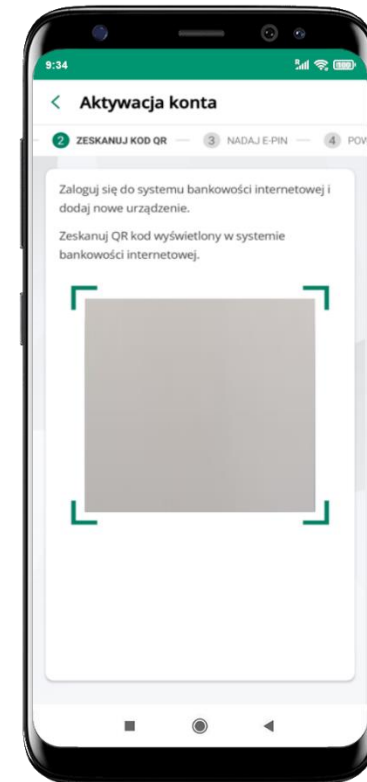 9:34
Aktywacja konta
2 ZESKANUJ KOD QR 3 NADAJ E-PIN 4 POW
Zaloguj się do systemu bankowości internetowej i
dodaj nowe urządzenie.
Zeskanuj QR kod wyświetlony w systemie
bankowości internetowej.